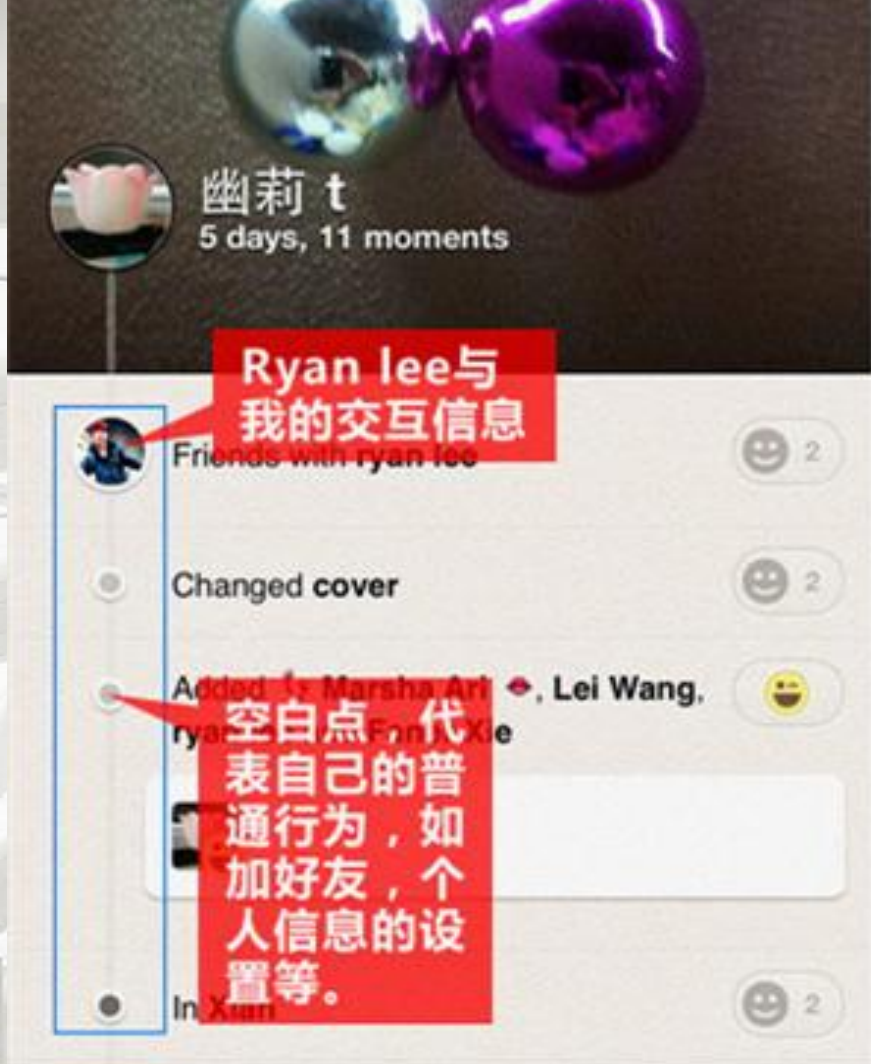 幽莉 t
5 days, 11 moments
Ryan lee与
我的交互信息
Friends with ryan lee
2
Changed cover
2
Added Marsha Ari , Lei Wang,
空白点，代
表自己的普
通行为，如
加好友，个
人信息的设
置等。
In Xian
2